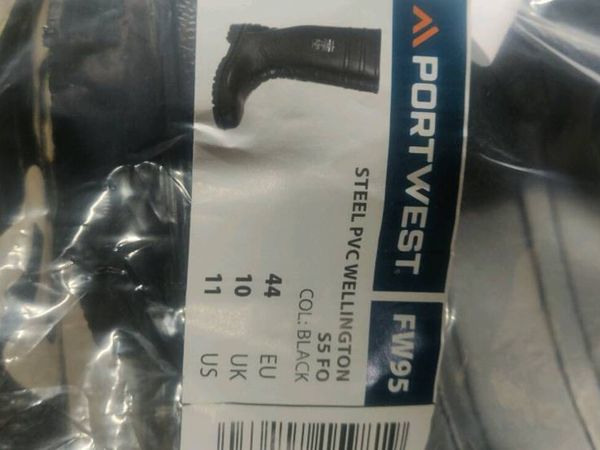 PORTWEST
FW95
STEEL PVC WELLINGTON
S5 FO
COL: BLACK
44 EU
10 UK
11 US